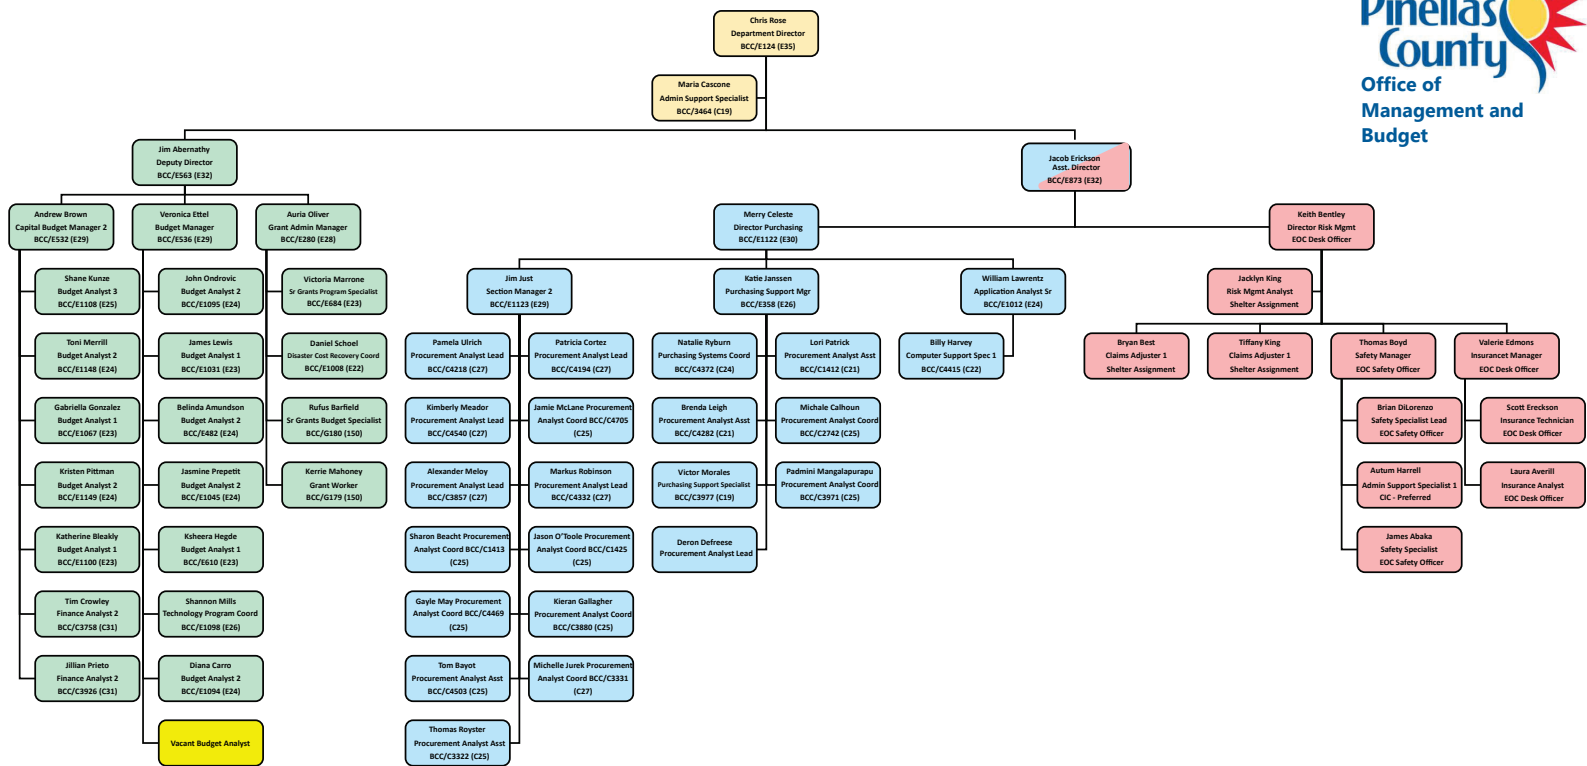 Pinellas
County
Office of
Management and
Budget
Chris Rose
Department Director
BCC/E124 (E35)
Maria Cascone
Admin Support Specialist
BCC/3464 (C19)
Jim Abernathy
Deputy Director
BCC/E563 (E32)
Jacob Erickson
Asst. Director
BCC/E873 (E32)
Andrew Brown
Capital Budget Manager 2
BCC/E532 (E29)
Veronica Ettel
Budget Manager
BCC/E536 (E29)
Auria Oliver
Grant Admin Manager
BCC/E280 (E28)
Merry Celeste
Director Purchasing
BCC/E1122 (E30)
Keith Bentley
Director Risk Mgmt
EOC Desk Officer
Shane Kunze
Budget Analyst 3
BCC/E1108 (E25)
John Ondrovic
Budget Analyst 2
BCC/E1095 (E24)
Victoria Marrone
Sr Grants Program Specialist
BCC/E684 (E23)
Jim Just
Section Manager 2
BCC/E1123 (E29)
Katie Janssen
Purchasing Support Mgr
BCC/E358 (E26)
William Lawrentz
Application Analyst Sr
BCC/E1012 (E24)
Jacklyn King
Risk Mgmt Analyst
Shelter Assignment
Toni Merrill
Budget Analyst 2
BCC/E1148 (E24)
James Lewis
Budget Analyst 1
BCC/E1031 (E23)
Daniel Schoel
Disaster Cost Recovery Coord
BCC/E1008 (E22)
Pamela Ulrich
Procurement Analyst Lead
BCC/C4218 (C27)
Patricia Cortez
Procurement Analyst Lead
BCC/C4194 (C27)
Natalie Ryburn
Purchasing Systems Coord
BCC/C4372 (C24)
Lori Patrick
Procurement Analyst Asst
BCC/C1412 (C21)
Billy Harvey
Computer Support Spec 1
BCC/C4415 (C22)
Bryan Best
Claims Adjuster 1
Shelter Assignment
Tiffany King
Claims Adjuster 1
Shelter Assignment
Thomas Boyd
Safety Manager
EOC Safety Officer
Valerie Edmons
Insurancet Manager
EOC Desk Officer
Gabriella Gonzalez
Budget Analyst 1
BCC/E1067 (E23)
Belinda Amundson
Budget Analyst 2
BCC/E482 (E24)
Rufus Barfield
Sr Grants Budget Specialist
BCC/G180 (150)
Kimberly Meador
Procurement Analyst Lead
BCC/C4540 (C27)
Jamie McLane Procurement
Analyst Coord BCC/C4705
(C25)
Brenda Leigh
Procurement Analyst Asst
BCC/C4282 (C21)
Michale Calhoun
Procurement Analyst Coord
BCC/C2742 (C25)
Brian DiLorenzo
Safety Specialist Lead
EOC Safety Officer
Scott Ereckson
Insurance Technician
EOC Desk Officer
Kristen Pittman
Budget Analyst 2
BCC/E1149 (E24)
Jasmine Prepetit
Budget Analyst 2
BCC/E1045 (E24)
Kerrie Mahoney
Grant Worker
BCC/G179 (150)
Alexander Meloy
Procurement Analyst Lead
BCC/C3857 (C27)
Markus Robinson
Procurement Analyst Lead
BCC/C4332 (C27)
Victor Morales
Purchasing Support Specialist
BCC/C3977 (C19)
Padmini Mangalapurapu
Procurement Analyst Coord
BCC/C3971 (C25)
Autum Harrell
Admin Support Specialist 1
CIC - Preferred
Laura Averill
Insurance Analyst
EOC Desk Officer
Katherine Bleakly
Budget Analyst 1
BCC/E1100 (E23)
Ksheera Hegde
Budget Analyst 1
BCC/E610 (E23)
Sharon Beacht Procurement
Analyst Coord BCC/C1413
(C25)
Jason O'Toole Procurement
Analyst Coord BCC/C1425
(C25)
Deron Defreese
Procurement Analyst Lead
James Abaka
Safety Specialist
EOC Safety Officer
Tim Crowley
Finance Analyst 2
BCC/C3758 (C31)
Shannon Mills
Technology Program Coord
BCC/E1098 (E26)
Gayle May Procurement
Analyst Coord BCC/C4469
(C25)
Kieran Gallagher
Procurement Analyst Coord
BCC/C3880 (C25)
Jillian Prieto
Finance Analyst 2
BCC/C3926 (C31)
Diana Carro
Budget Analyst 2
BCC/E1094 (E24)
Tom Bayot
Procurement Analyst Asst
BCC/C4503 (C25)
Michelle Jurek Procurement
Analyst Coord BCC/C3331
(C27)
Vacant Budget Analyst
Thomas Royster
Procurement Analyst Asst
BCC/C3322 (C25)